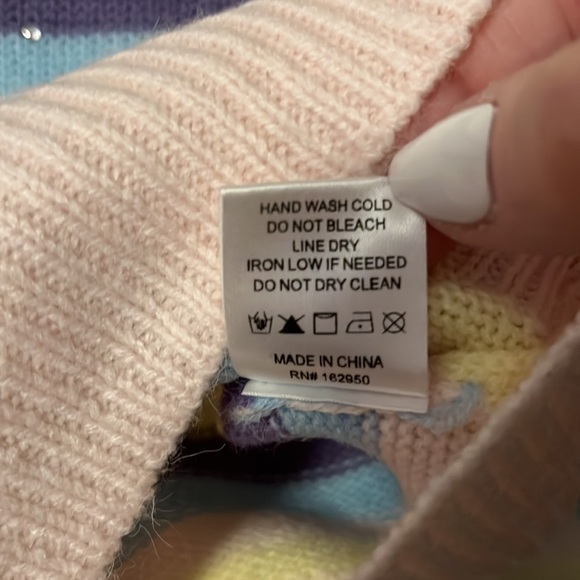 HAND WASH COLD
DO NOT BLEACH
LINE DRY
IRON LOW IF NEEDED
DO NOT DRY CLEAN
MADE IN CHINA
RN# 162950